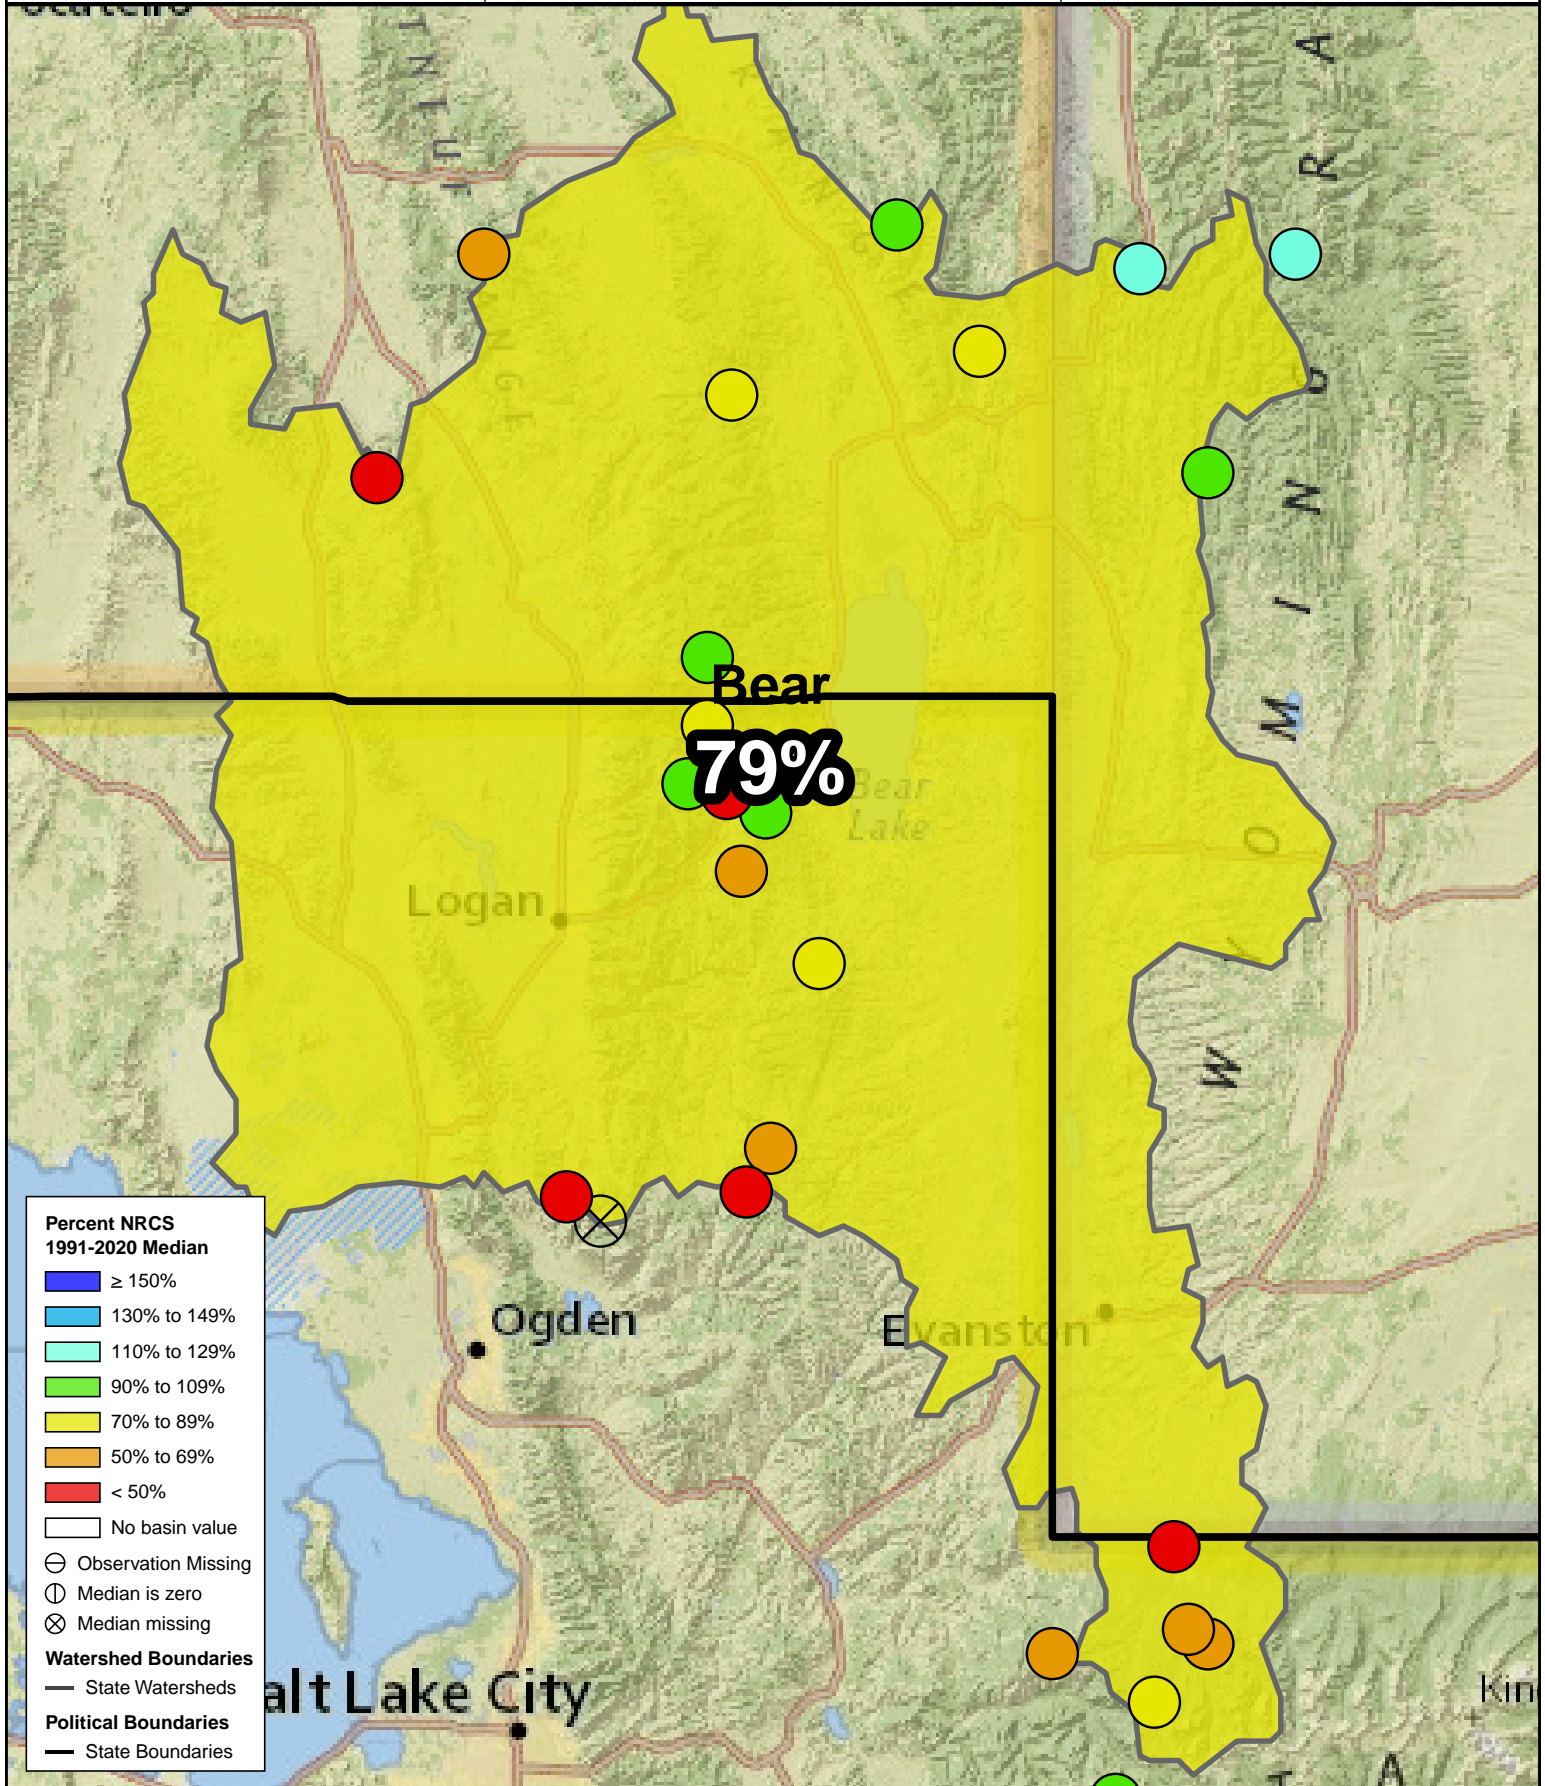 Bear
79%
Bear
Lake
Logan
Ogden
Evanston
alt Lake City
Kin
W Y O M I N G R A
Percent NRCS
1991-2020 Median
≥ 150%
130% to 149%
110% to 129%
90% to 109%
70% to 89%
50% to 69%
< 50%
No basin value
Observation Missing
Median is zero
Median missing
Watershed Boundaries
State Watersheds
Political Boundaries
State Boundaries